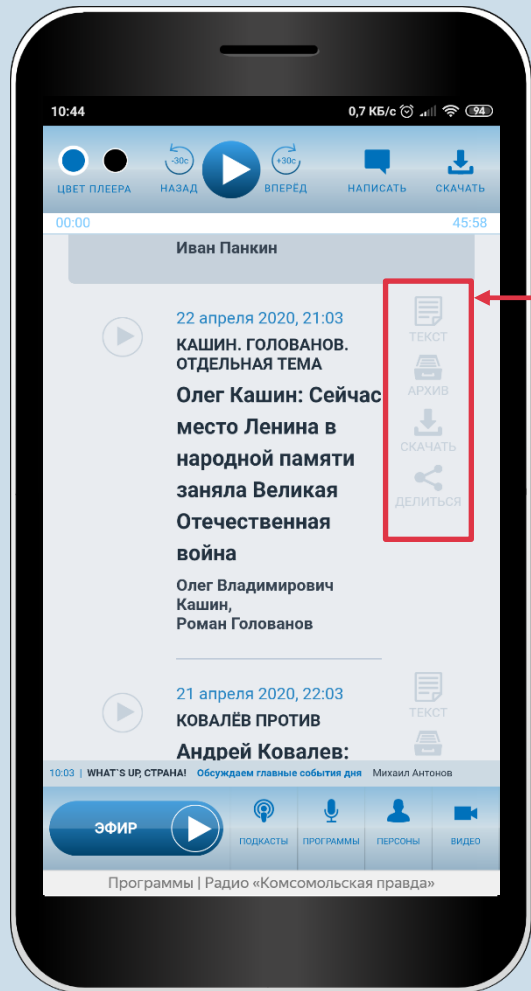 10:44 0,7 КБ/с 94
-30с +30с
ЦВЕТ ПЛЕЕРА НАЗАД ВПЕРЁД НАПИСАТЬ СКАЧАТЬ
00:00 45:58
Иван Панкин
22 апреля 2020, 21:03
КАШИН. ГОЛОВАНОВ.
ОТДЕЛЬНАЯ ТЕМА
Олег Кашин: Сейчас
место Ленина в
народной памяти
заняла Великая
Отечественная
война
Олег Владимирович
Кашин,
Роман Голованов
ТЕКСТ
АРХИВ
СКАЧАТЬ
ДЕЛИТЬСЯ
21 апреля 2020, 22:03
КОВАЛЁВ ПРОТИВ
Андрей Ковалев:
ТЕКСТ
10:03 | WHAT`S UP, СТРАНА! Обсуждаем главные события дня Михаил Антонов
ЭФИР ПОДКАСТЫ ПРОГРАММЫ ПЕРСОНЫ ВИДЕО
Программы | Радио «Комсомольская правда»